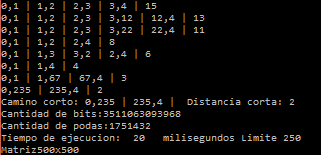 0,1 | 1,2 | 2,3 | 3,4 | 15
0,1 | 1,2 | 2,3 | 3,12 | 12,4 | 13
0,1 | 1,2 | 2,3 | 3,22 | 22,4 | 11
0,1 | 1,2 | 2,4 | 8
0,1 | 1,3 | 3,2 | 2,4 | 6
0,1 | 1,4 | 4
0,1 | 1,67 | 67,4 | 3
0,235 | 235,4 | 2
Camino corto: 0,235 | 235,4 | Distancia corta: 2
Cantidad de bits:3511063093968
Cantidad de podas:1751432
Tiempo de ejecucion: 20 milisegundos Limite 250
Matriz500x500